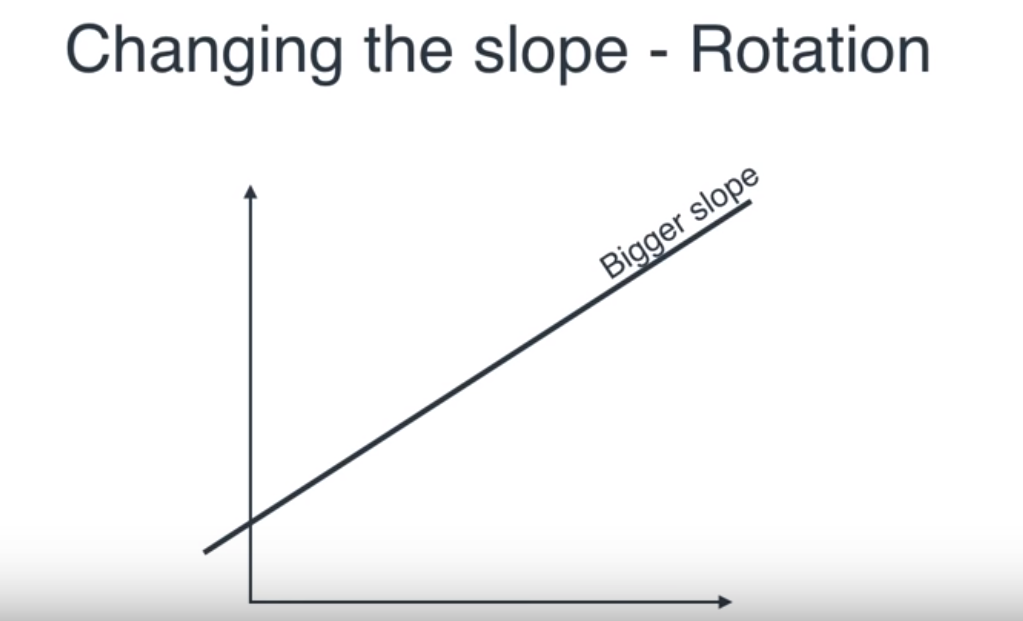 Changing the slope - Rotation
Bigger slope